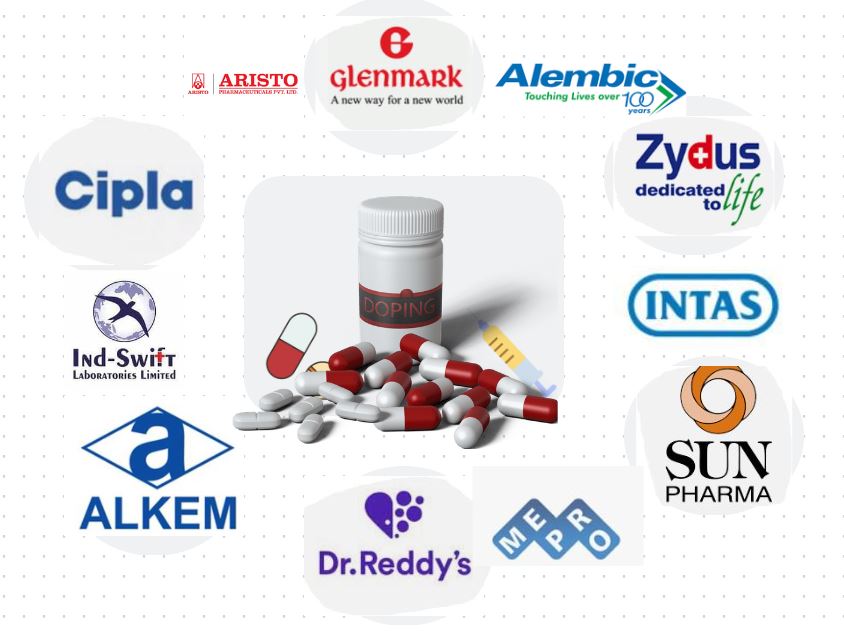 ARISTO
ARISTO
PHARMACEUTICALS PVT. LTD.
GLENMARK
A new way for a new world
Alembic
Touching Lives over 100
years
Cipla
Zydus
dedicated
to life
DOPING
Ind-Swift
Laboratories Limited
INTAS
a
ALKEM
SUN
PHARMA
Dr.Reddy's
MEPRO